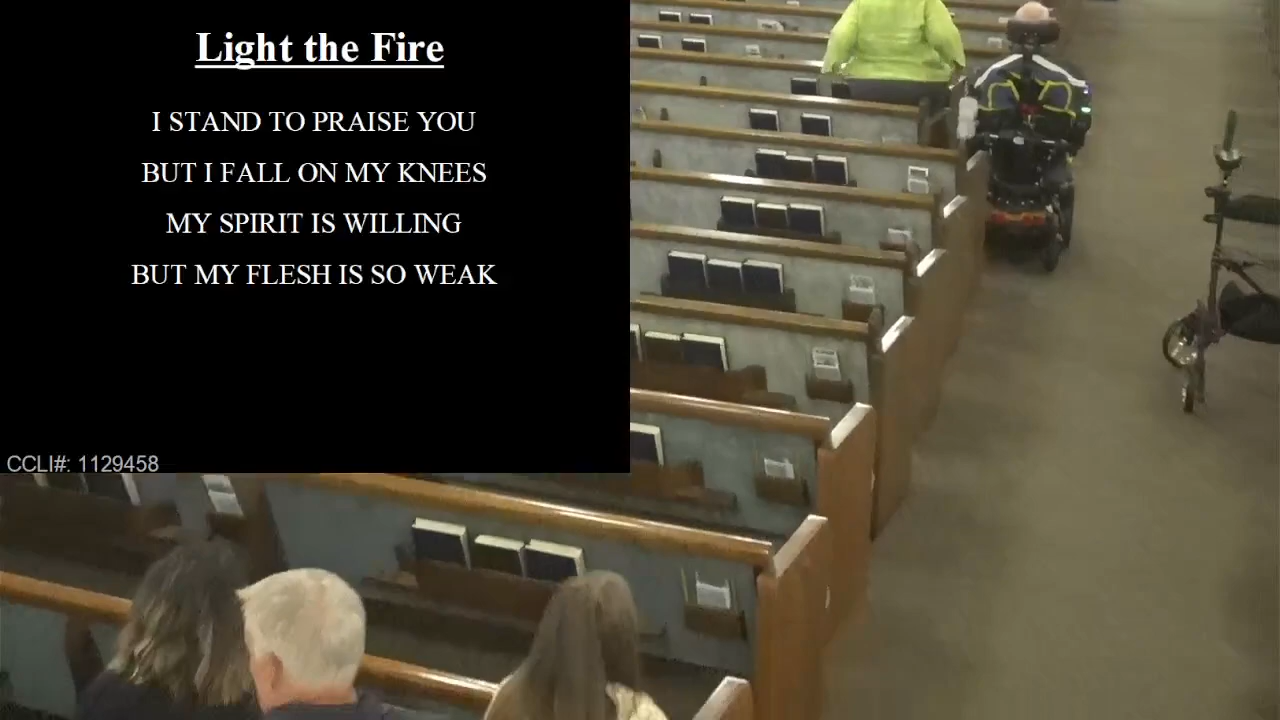 Light the Fire
I STAND TO PRAISE YOU
BUT I FALL ON MY KNEES
MY SPIRIT IS WILLING
BUT MY FLESH IS SO WEAK
CCLI#: 1129458